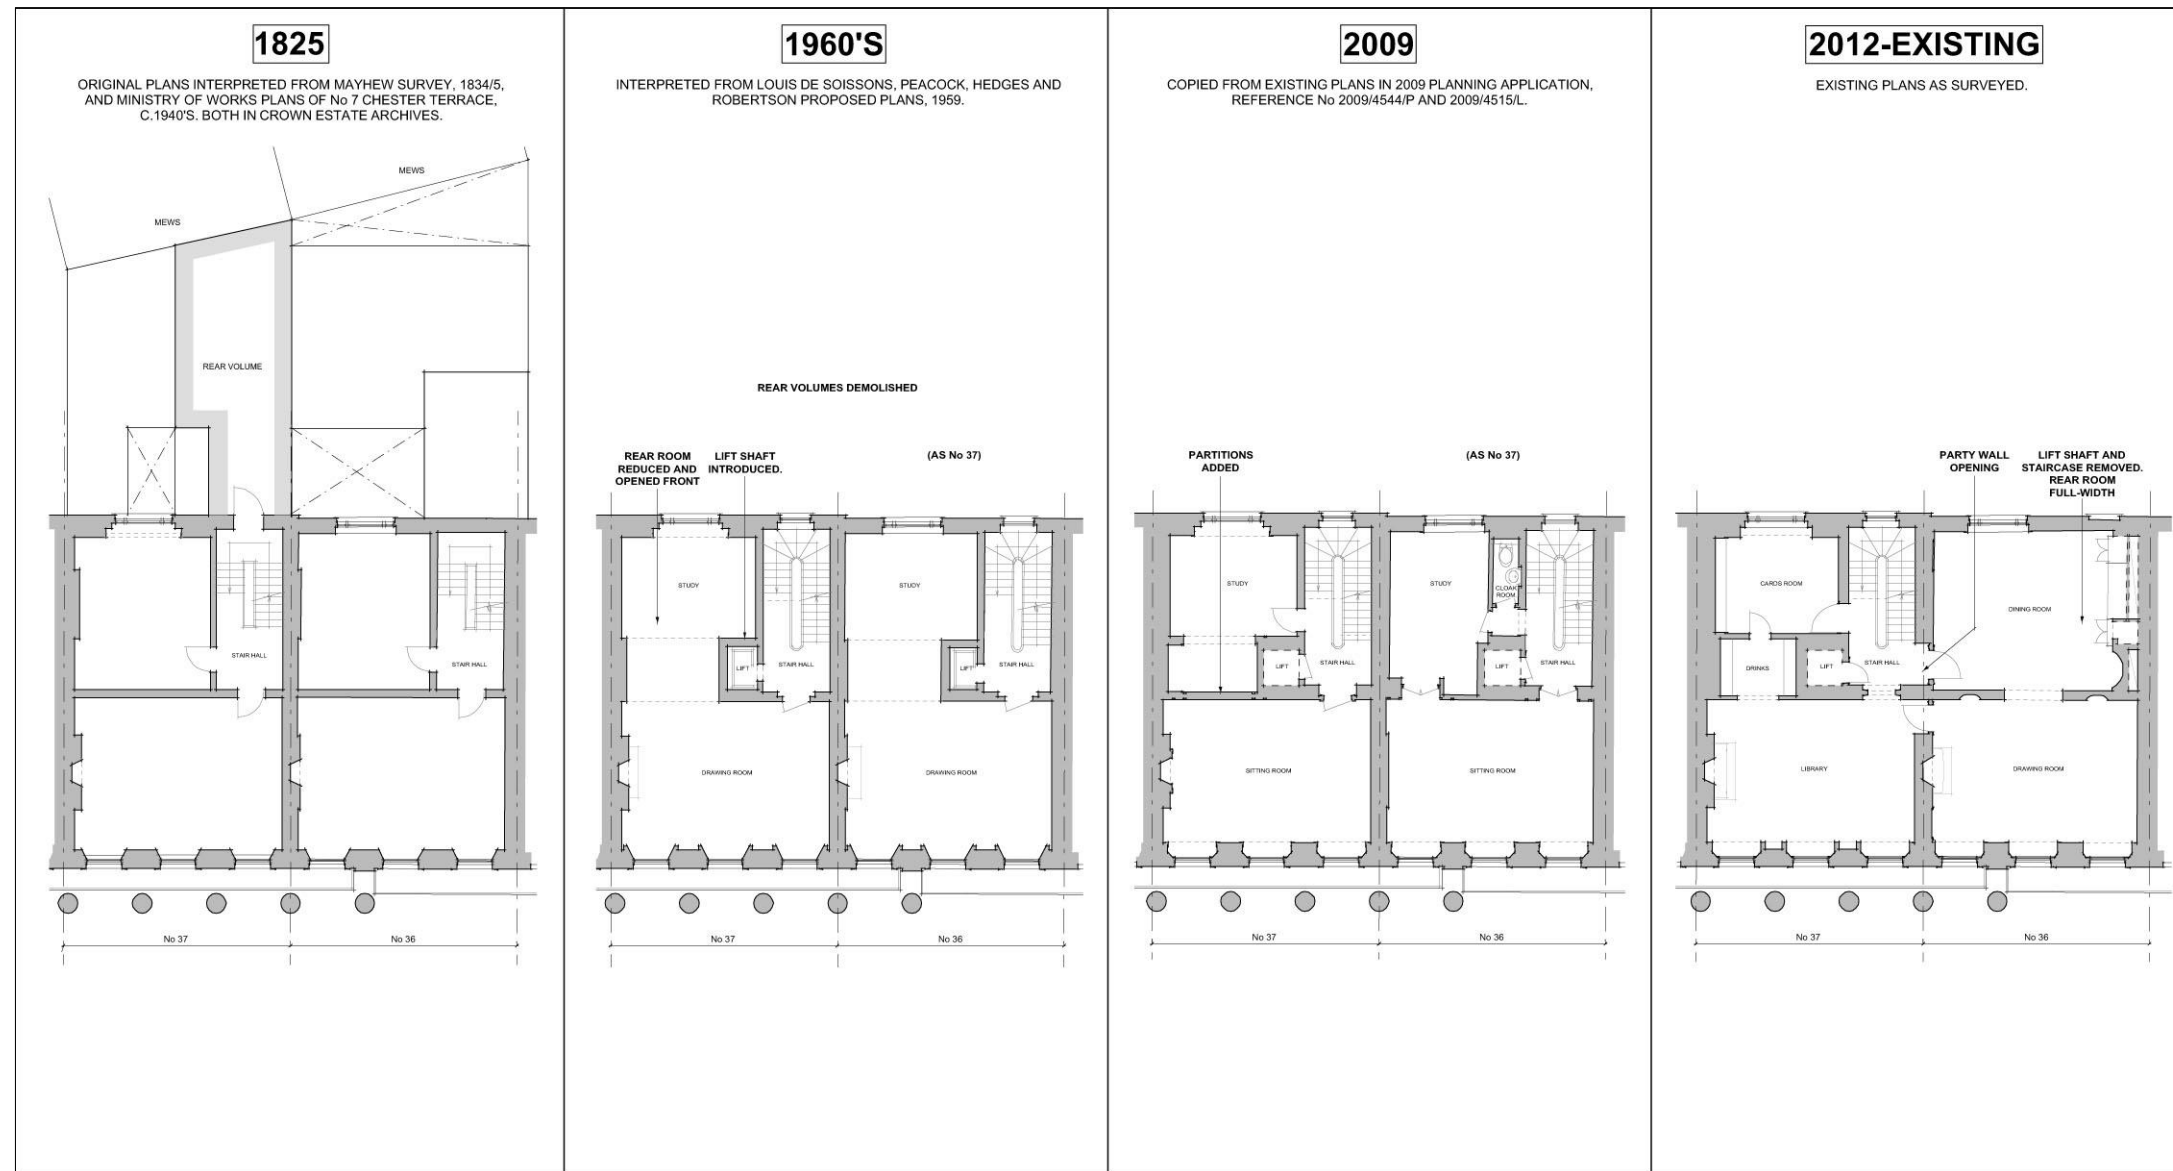 1825
ORIGINAL PLANS INTERPRETED FROM MAYHEW SURVEY, 1834/5,
AND MINISTRY OF WORKS PLANS OF No 7 CHESTER TERRACE,
C.1940'S. BOTH IN CROWN ESTATE ARCHIVES.
MEWS
MEWS
REAR VOLUME
STAIR HALL
STAIR HALL
No 37
No 36
1960'S
INTERPRETED FROM LOUIS DE SOISSONS, PEACOCK, HEDGES AND
ROBERTSON PROPOSED PLANS, 1959.
REAR VOLUMES DEMOLISHED
REAR ROOM
REDUCED AND
OPENED FRONT
LIFT SHAFT
INTRODUCED.
(AS No 37)
STUDY
STUDY
LIFT
STAIR HALL
LIFT
STAIR HALL
DRAWING ROOM
DRAWING ROOM
No 37
No 36
2009
COPIED FROM EXISTING PLANS IN 2009 PLANNING APPLICATION,
REFERENCE No 2009/4544/P AND 2009/4515/L.
PARTITIONS
ADDED
(AS No 37)
STUDY
STUDY
CLOAK
ROOM
LIFT
STAIR HALL
LIFT
STAIR HALL
SITTING ROOM
SITTING ROOM
No 37
No 36
2012-EXISTING
EXISTING PLANS AS SURVEYED.
PARTY WALL
OPENING
LIFT SHAFT AND
STAIRCASE REMOVED.
REAR ROOM
FULL-WIDTH
CARDS ROOM
DINING ROOM
DRINKS
LIFT
STAIR HALL
LIBRARY
DRAWING ROOM
No 37
No 36